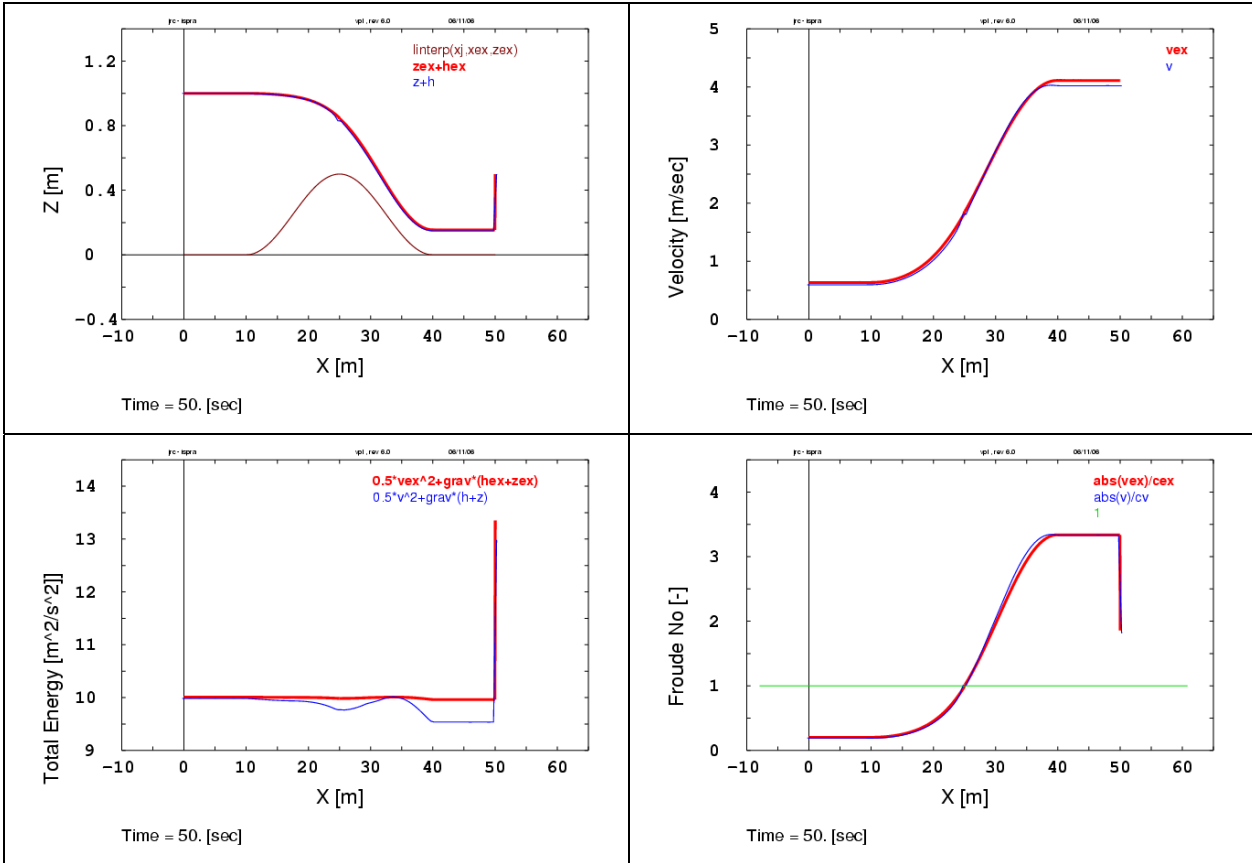 jrc - ispra vpl, rev 6.0 06/11/06
linterp(xj,xex,zex)
zex+hex
z+h
1.2
0.8
0.4
0
-0.4
Z [m]
-10 0 10 20 30 40 50 60
X [m]
Time = 50. [sec]
jrc - ispra vpl, rev 6.0 06/11/06
vex
v
5
4
3
2
1
0
Velocity [m/sec]
-10 0 10 20 30 40 50 60
X [m]
Time = 50. [sec]
jrc - ispra vpl, rev 6.0 06/11/06
0.5*vex^2+grav*(hex+zex)
0.5*v^2+grav*(h+z)
14
13
12
11
10
9
Total Energy [m^2/s^2]]
-10 0 10 20 30 40 50 60
X [m]
Time = 50. [sec]
jrc - ispra vpl, rev 6.0 06/11/06
abs(vex)/cex
abs(v)/cv
1
4
3
2
1
0
Froude No [-]
-10 0 10 20 30 40 50 60
X [m]
Time = 50. [sec]